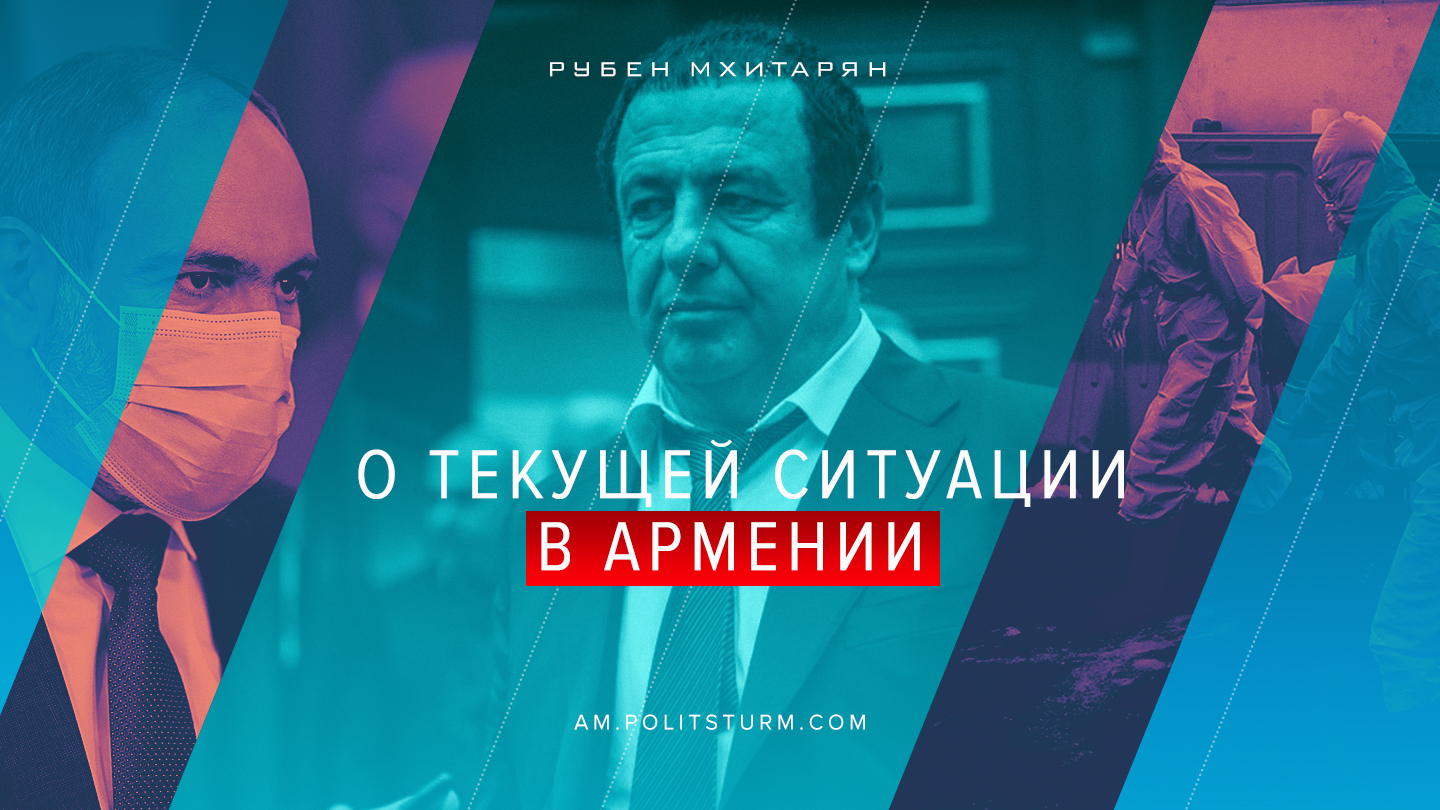 РУБЕН МХИТАРЯН
О ТЕКУЩЕЙ СИТУАЦИИ
В АРМЕНИИ
AM.POLITSTURM.COM